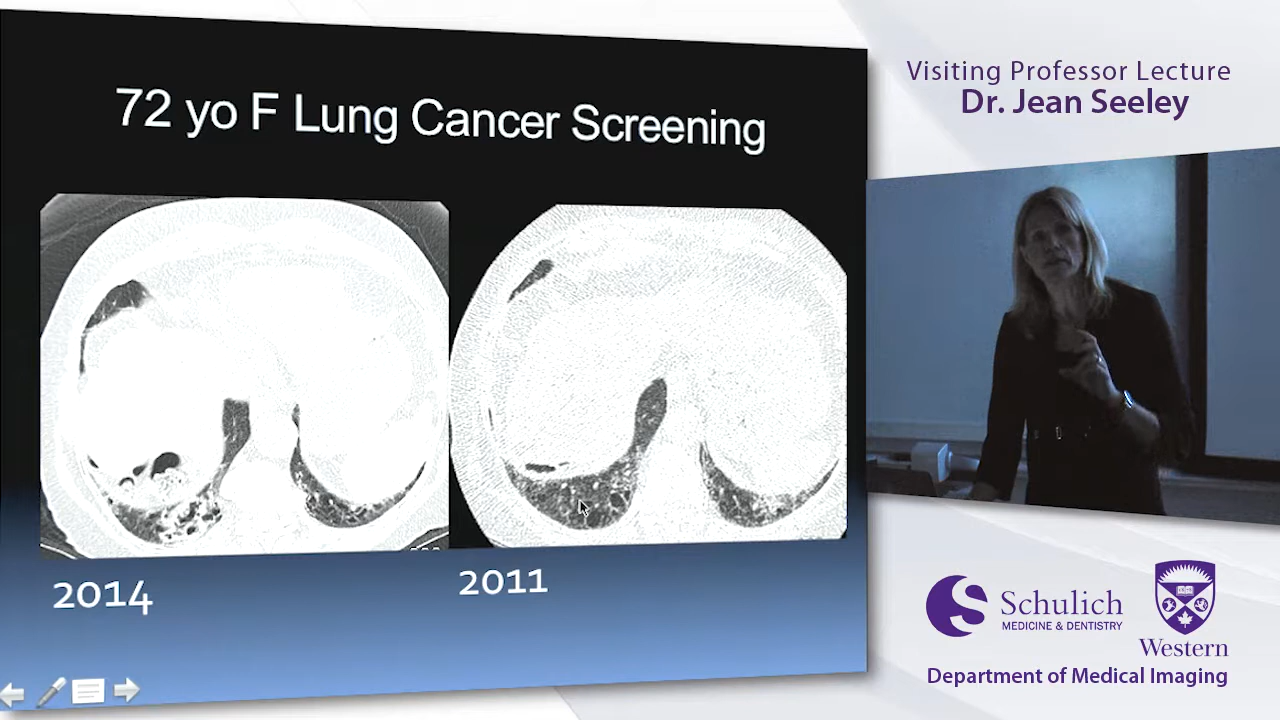 72 yo F Lung Cancer Screening
2014
2011
Visiting Professor Lecture
Dr. Jean Seeley
Schulich
MEDICINE & DENTISTRY
Western
Department of Medical Imaging